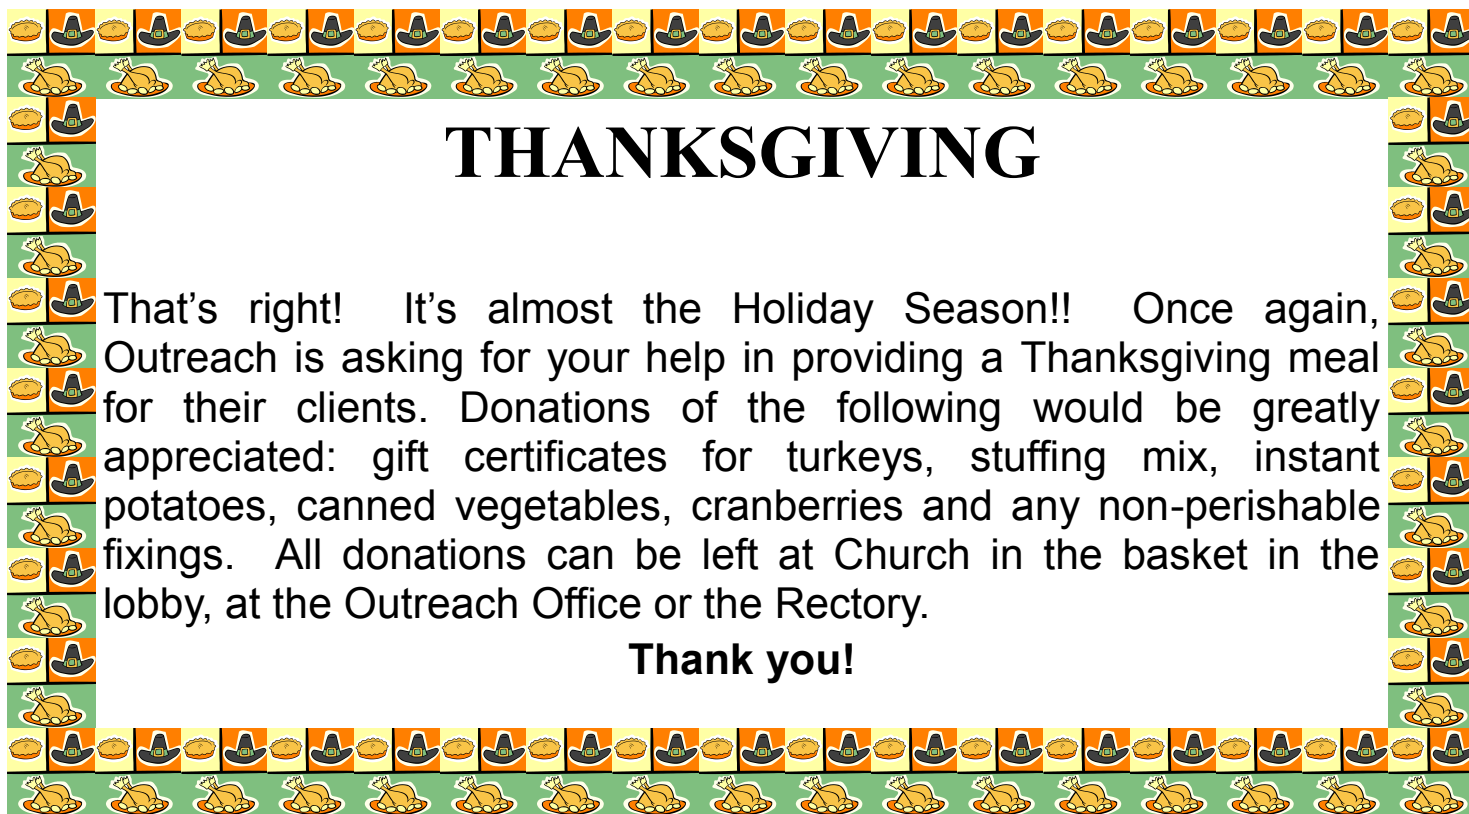 THANKSGIVING
That’s right!  It’s almost the Holiday Season!!  Once again,
Outreach is asking for your help in providing a Thanksgiving meal
for their clients. Donations of the following would be greatly
appreciated: gift certificates for turkeys, stuffing mix, instant
potatoes, canned vegetables, cranberries and any non-perishable
fixings.  All donations can be left at Church in the basket in the
lobby, at the Outreach Office or the Rectory.
Thank you!